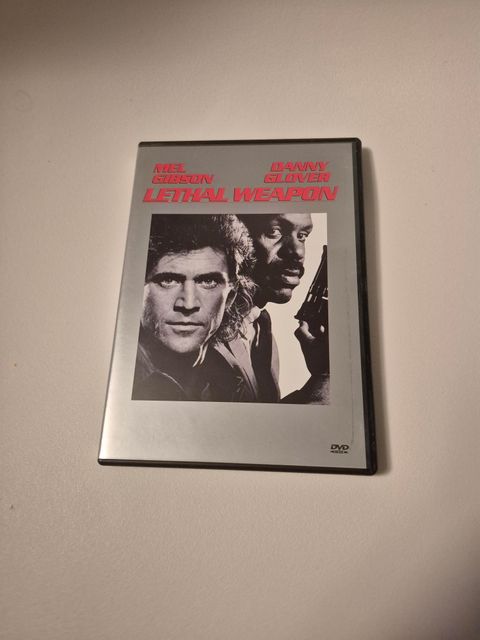 MEL DANNY
GIBSON GLOVER
LETHAL WEAPON
DVD